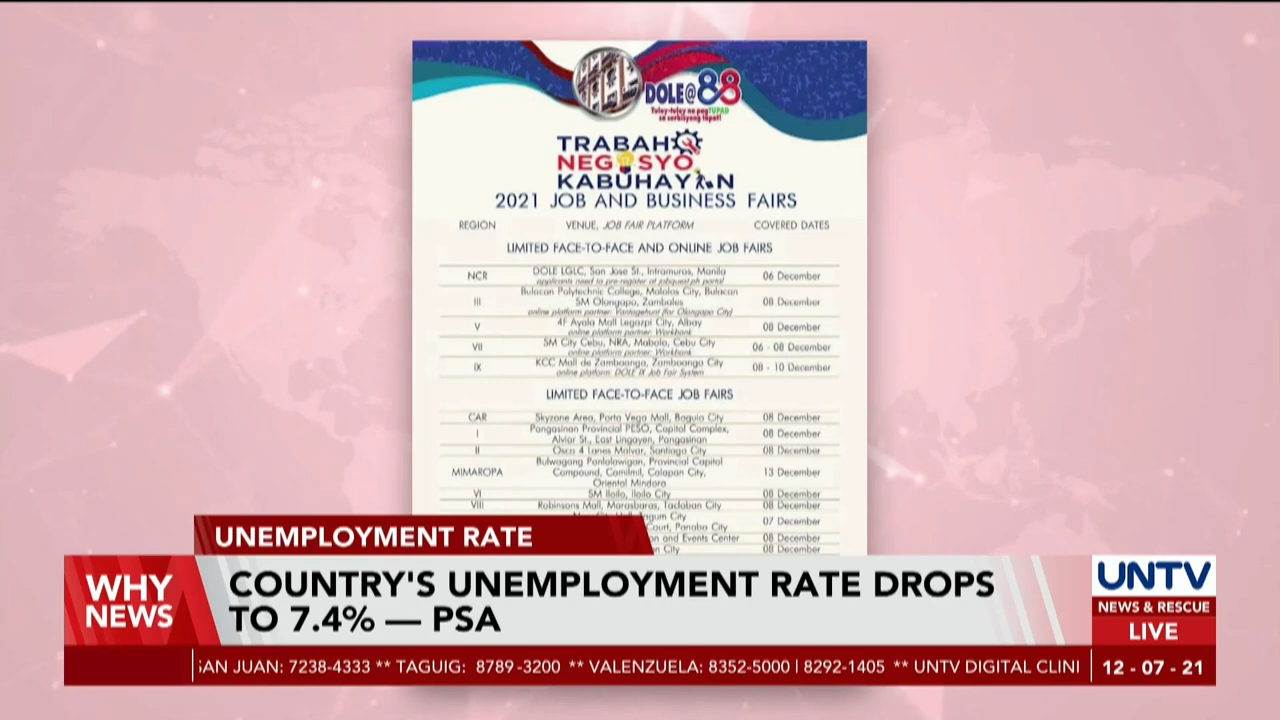 DOLE@88
Tuloy-tuloy na pagTUPAD
sa serbisyong tapat!
TRABAHO
NEGOSYO
KABUHAYAN
2021 JOB AND BUSINESS FAIRS
REGION VENUE, JOB FAIR PLATFORM COVERED DATES
LIMITED FACE-TO-FACE AND ONLINE JOB FAIRS
NCR DOLE LGLC, San Jose St., Intramuros, Manila 06 December
applicants need to pre-register at jobquest.ph portal
Bulacan Polytechnic College, Malolos City, Bulacan
III SM Olongapo, Zambales 08 December
online platform partner: Vantagehunt (for Olongapo City)
V 4F Ayala Mall Legazpi City, Albay 08 December
online platform partner: Workbank
VII SM City Cebu, NRA, Mabolo, Cebu City 06 - 08 December
online platform partner: Workbank
IX KCC Mall de Zamboanga, Zamboanga City 08 - 10 December
online platform: DOLE IX Job Fair System
LIMITED FACE-TO-FACE JOB FAIRS
CAR Skyzone Area, Porta Vega Mall, Baguio City 08 December
I Pangasinan Provincial PESO, Capitol Complex, 08 December
Alviar St., East Lingayen, Pangasinan
II 4 Lanes Malvar, Santiago City 08 December
Bulwagang Panlalawigan, Provincial Capitol
MIMAROPA Compound, Camilmil, Calapan City, 13 December
Oriental Mindoro
VI SM Iloilo, Iloilo City 08 December
VIII Robinsons Mall, Marasbaras, Tacloban City 08 December
City
Court, Panabo City 07 December
and Events Center 08 December
City 08 December
UNEMPLOYMENT RATE
WHY
NEWS
COUNTRY'S UNEMPLOYMENT RATE DROPS
TO 7.4% — PSA
UNTV
NEWS & RESCUE
LIVE
SAN JUAN: 7238-4333 ** TAGUIG: 8789-3200 ** VALENZUELA: 8352-5000 | 8292-1405 ** UNTV DIGITAL CLINI
12 - 07 - 21